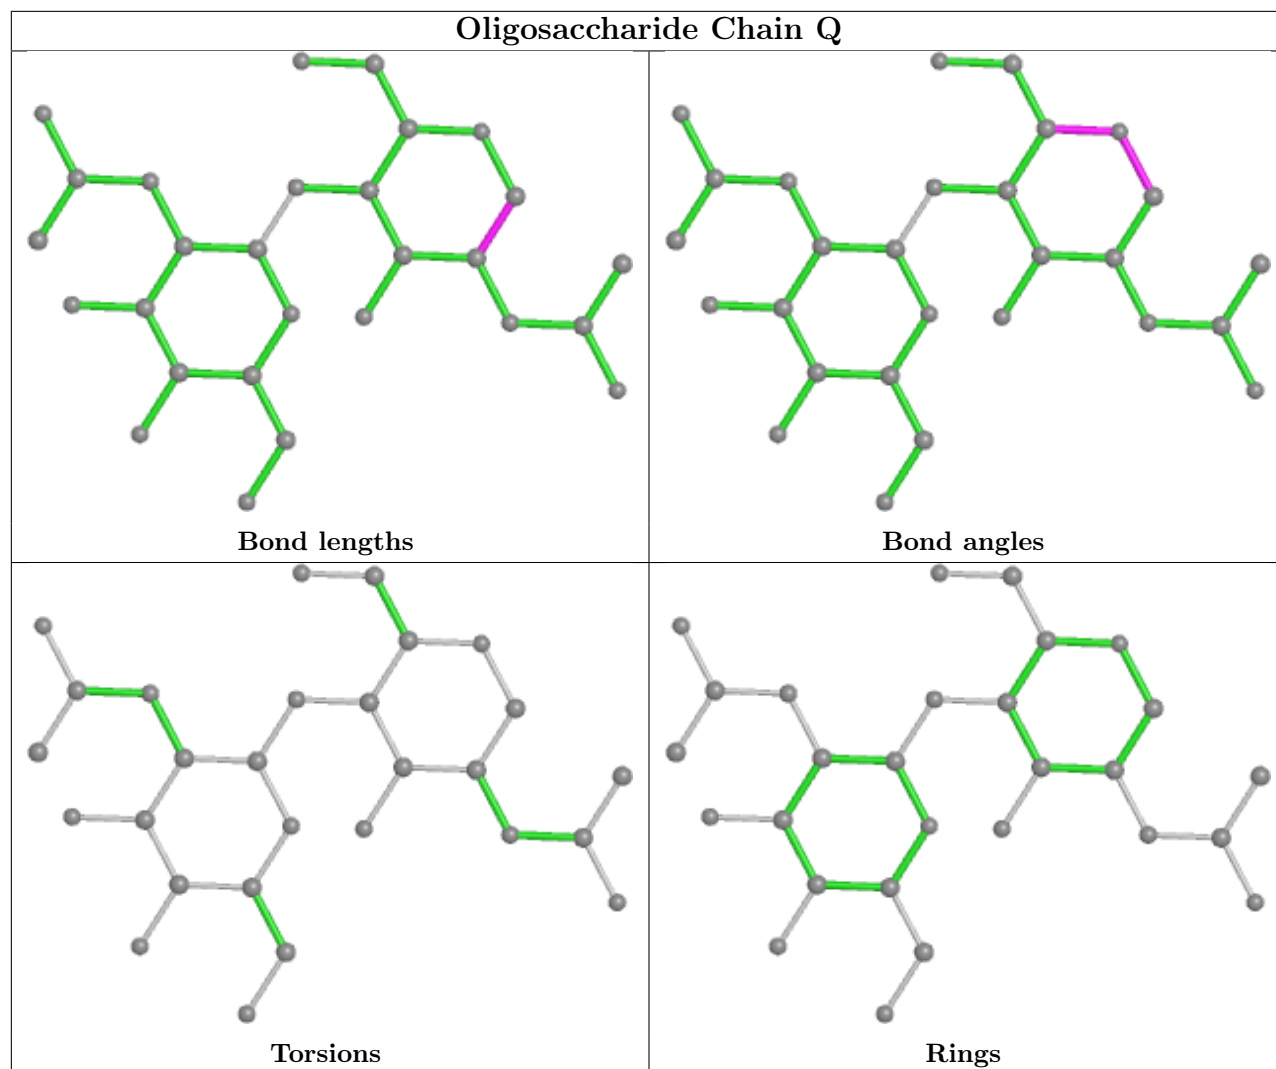 Oligosaccharide Chain Q
Bond lengths
Bond angles
Torsions
Rings